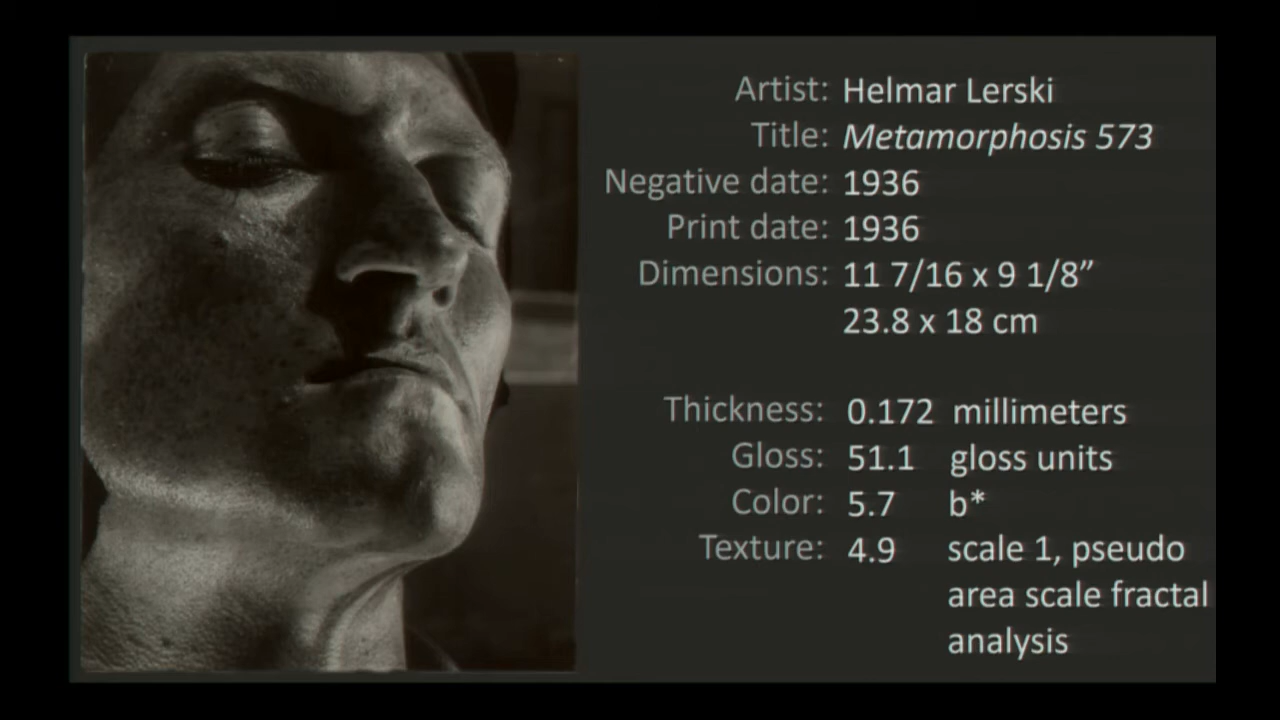 Artist: Helmar Lerski
Title: Metamorphosis 573
Negative date: 1936
Print date: 1936
Dimensions: 11 7/16 x 9 1/8”
23.8 x 18 cm
Thickness: 0.172 millimeters
Gloss: 51.1 gloss units
Color: 5.7 b*
Texture: 4.9 scale 1, pseudo
area scale fractal
analysis